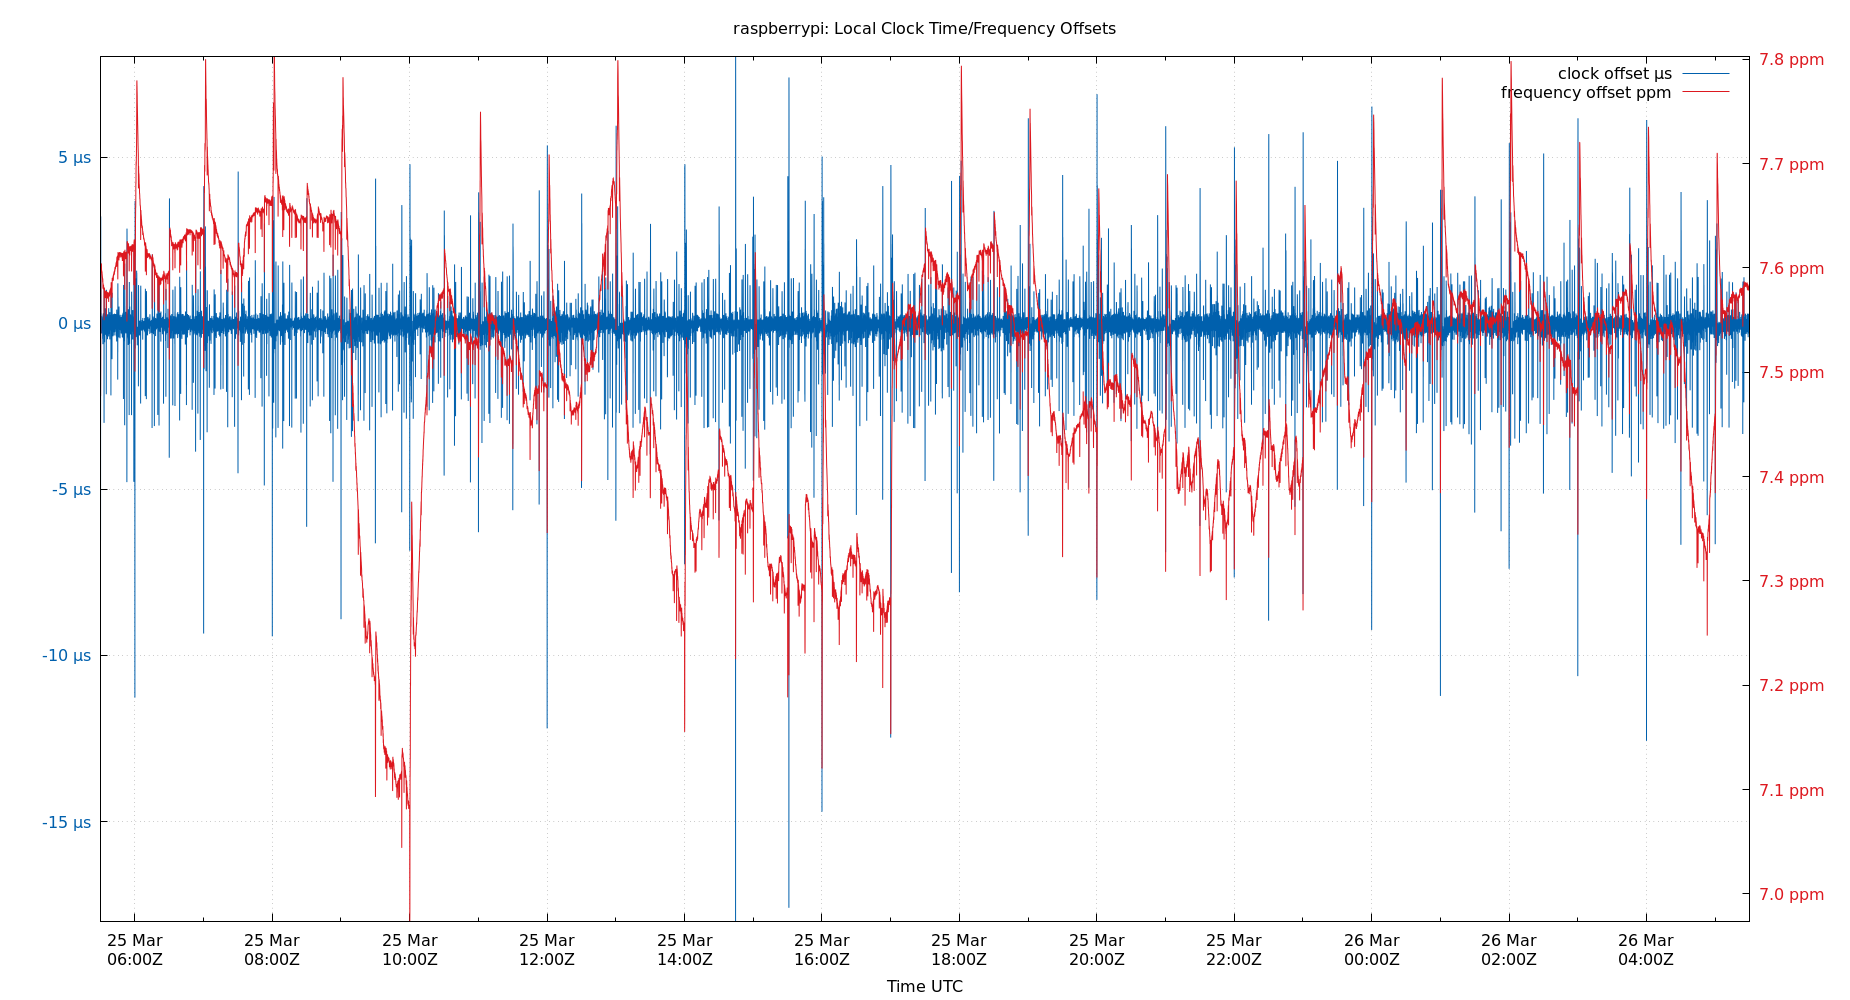 raspberrypi: Local Clock Time/Frequency Offsets
clock offset µs
frequency offset ppm
5 µs
0 µs
-5 µs
-10 µs
-15 µs
7.8 ppm
7.7 ppm
7.6 ppm
7.5 ppm
7.4 ppm
7.3 ppm
7.2 ppm
7.1 ppm
7.0 ppm
25 Mar 25 Mar 25 Mar 25 Mar 25 Mar 25 Mar 25 Mar 25 Mar 25 Mar 26 Mar 26 Mar 26 Mar
06:00Z 08:00Z 10:00Z 12:00Z 14:00Z 16:00Z 18:00Z 20:00Z 22:00Z 00:00Z 02:00Z 04:00Z
Time UTC